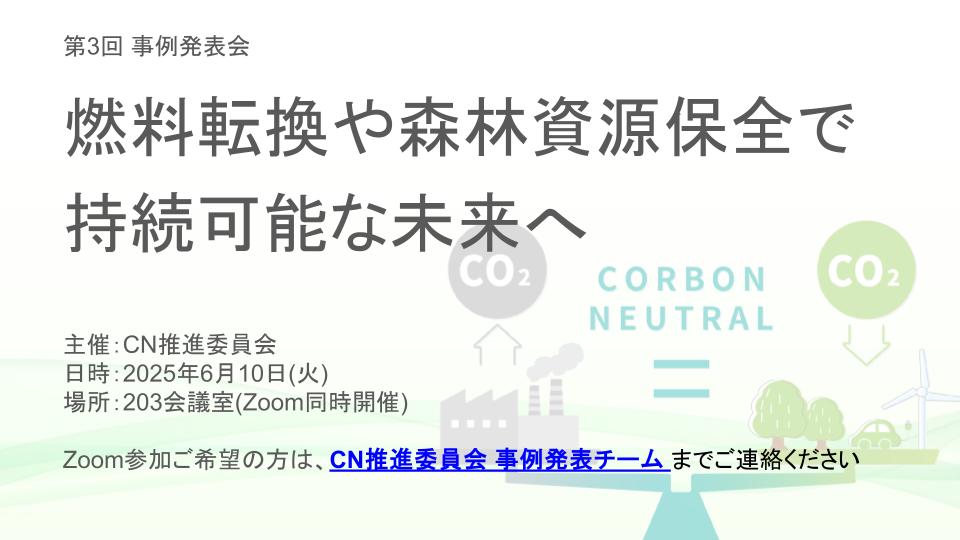 第3回 事例発表会
燃料転換や森林資源保全で
持続可能な未来へ
CO2
CO2
CORBON
NEUTRAL
=
主催：CN推進委員会
日時：2025年6月10日(火)
場所：203会議室(Zoom同時開催)
Zoom参加ご希望の方は、CN推進委員会 事例発表チーム までご連絡ください